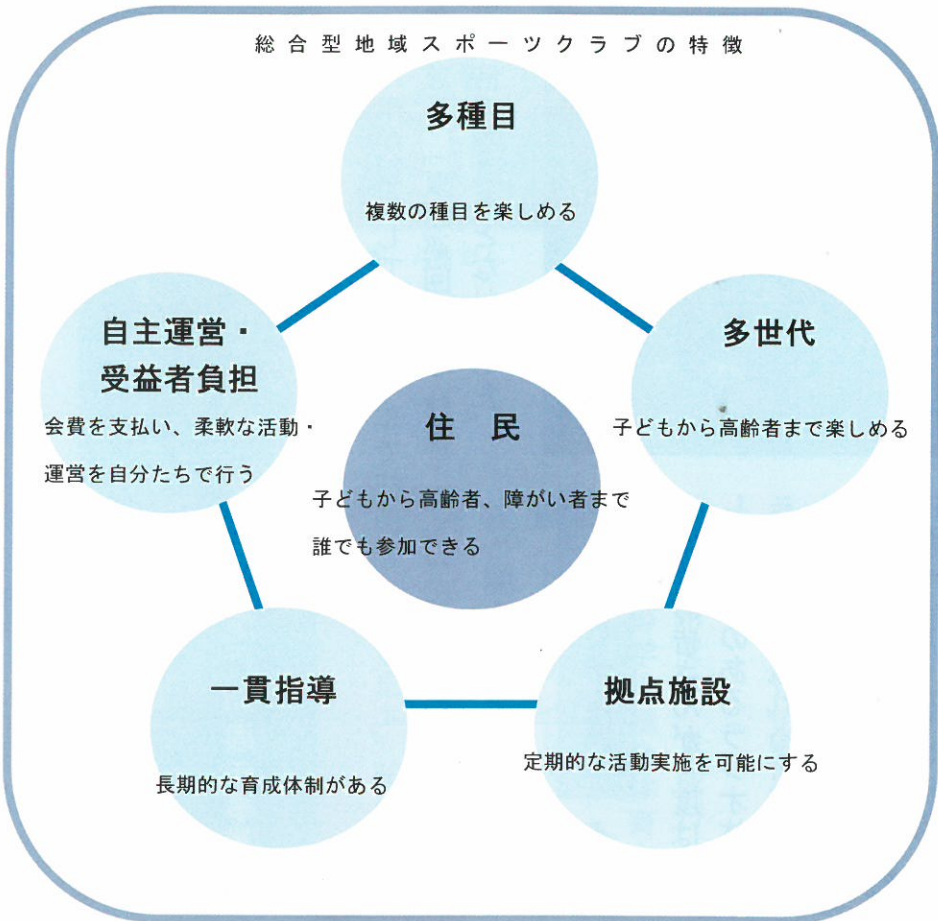 総合型地域スポーツクラブの特徴
多種目
複数の種目を楽しめる
自主運営・
受益者負担
会費を支払い、柔軟な活動・
運営を自分たちで行う
多世代
子どもから高齢者まで楽しめる
住 民
子どもから高齢者、障がい者まで
誰でも参加できる
一貫指導
長期的な育成体制がある
拠点施設
定期的な活動実施を可能にする